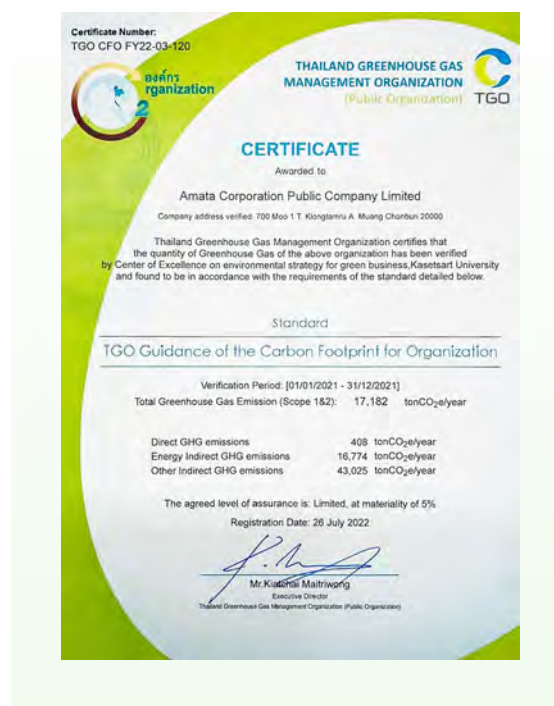 Certificate Number:
TGO CFO FY22-03-120
องค์กร
rganization
2
THAILAND GREENHOUSE GAS
MANAGEMENT ORGANIZATION
(Public Organization)
TGO
CERTIFICATE
Awarded to
Amata Corporation Public Company Limited
Company address verified: 700 Moo 1 T. Klongtamru A. Muang Chonburi 20000
Thailand Greenhouse Gas Management Organization certifies that
the quantity of Greenhouse Gas of the above organization has been verified
by Center of Excellence on environmental strategy for green business,Kasetsart University
and found to be in accordance with the requirements of the standard detailed below.
Standard
TGO Guidance of the Carbon Footprint for Organization
Verification Period: [01/01/2021 - 31/12/2021]
Total Greenhouse Gas Emission (Scope 1&2): 17,182 tonCO₂e/year
Direct GHG emissions 408 tonCO₂e/year
Energy Indirect GHG emissions 16,774 tonCO₂e/year
Other Indirect GHG emissions 43,025 tonCO₂e/year
The agreed level of assurance is: Limited, at materiality of 5%
Registration Date: 26 July 2022
Mr.Kiatchai Maitriwong
Executive Director
Thailand Greenhouse Gas Management Organization (Public Organization)